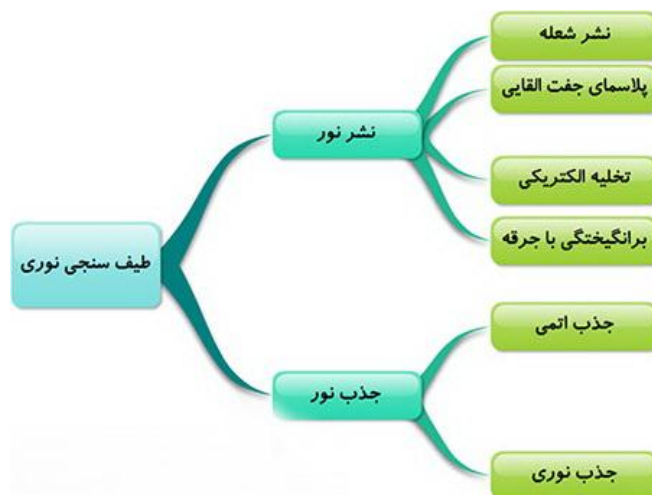 طیف سنجی نوری
نشر نور
نشر شعله
پلاسمای جفت القایی
تخلیه الکتریکی
برانگیختگی با جرقه
جذب نور
جذب اتمی
جذب نوری